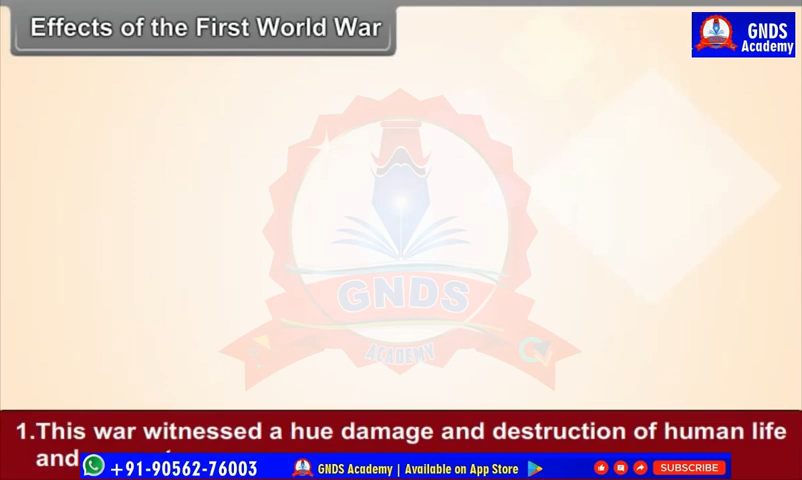 Effects of the First World War
GNDS
Academy
GNDS
ACADEMY
1.This war witnessed a hue damage and destruction of human life
and
+91-90562-76003
GNDS Academy | Available on App Store
SUBSCRIBE